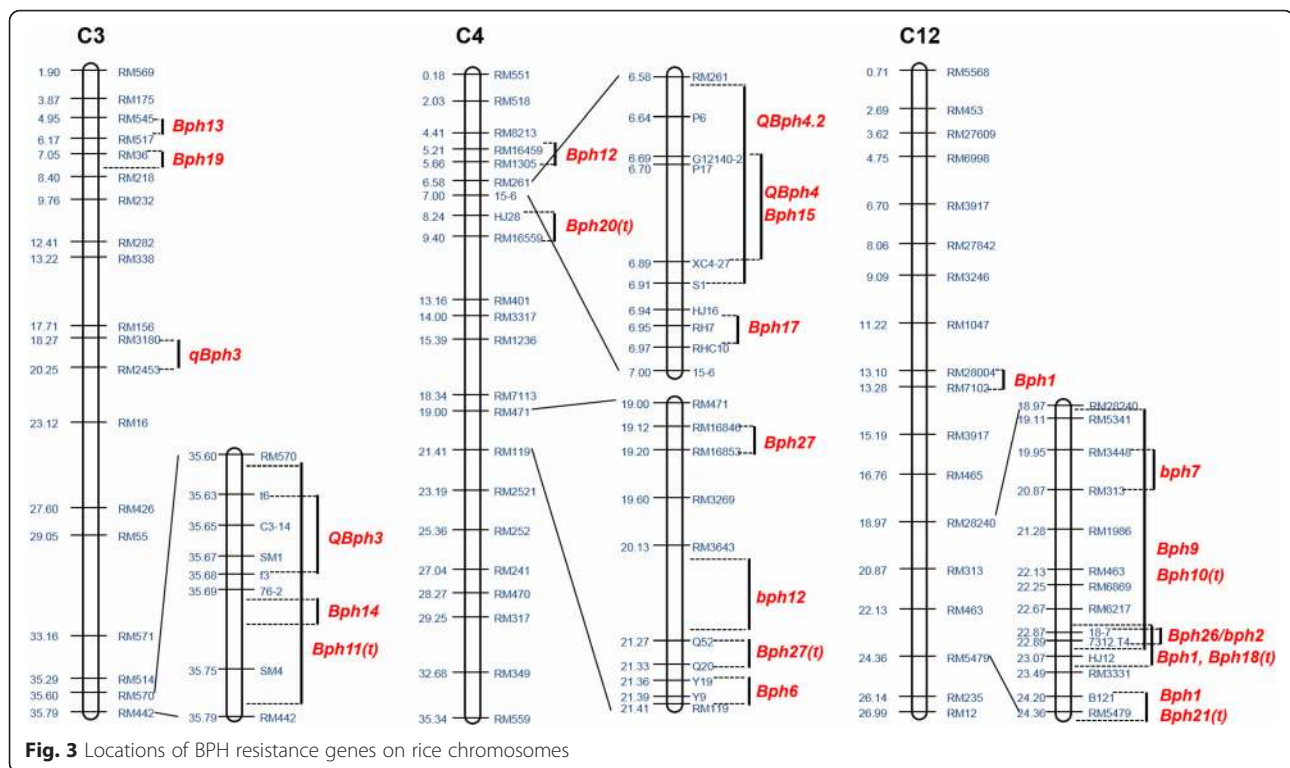 C3
1.90 RM569
3.87 RM175
4.95 RM545
Bph13
6.17 RM517
7.05 RM36
Bph19
8.40 RM218
9.76 RM232
12.41 RM282
13.22 RM338
17.71 RM156
18.27 RM3180
qBph3
20.25 RM2453
23.12 RM16
27.60 RM426
29.05 RM55
33.16 RM571
35.29 RM514
35.60 RM570
35.79 RM442
35.60 RM570
35.63 t6
35.65 C3-14
QBph3
35.67 SM1
35.68 f3
35.69 76-2
Bph14
Bph11(t)
35.75 SM4
35.79 RM442
C4
0.18 RM551
2.03 RM518
4.41 RM8213
5.21 RM16459
Bph12
5.66 RM1305
6.58 RM261
7.00 15-6
8.24 HJ28
Bph20(t)
9.40 RM16559
13.16 RM401
14.00 RM3317
15.39 RM1236
18.34 RM7113
19.00 RM471
21.41 RM119
23.19 RM2521
25.36 RM252
27.04 RM241
28.27 RM470
29.25 RM317
32.68 RM349
35.34 RM559
6.58 RM261
QBph4.2
6.64 P6
6.69 G12140-2
6.70 P17
QBph4
Bph15
6.89 XC4-27
6.91 S1
6.94 HJ16
6.95 RH7
Bph17
6.97 RHC10
7.00 15-6
19.00 RM471
19.12 RM16846
Bph27
19.20 RM16853
19.60 RM3269
20.13 RM3643
bph12
21.27 Q52
Bph27(t)
21.33 Q20
21.36 Y19
Bph6
21.39 Y9
21.41 RM119
C12
0.71 RM5568
2.69 RM453
3.62 RM27609
4.75 RM6998
6.70 RM3917
8.06 RM27842
9.09 RM3246
11.22 RM1047
13.10 RM28004
Bph1
13.28 RM7102
15.19 RM3917
16.76 RM465
18.97 RM28240
20.87 RM313
22.13 RM463
24.36 RM5479
26.14 RM235
26.99 RM12
18.97 RM28240
19.11 RM5341
19.95 RM3448
bph7
20.87 RM313
21.28 RM1986
Bph9
22.13 RM463
Bph10(t)
22.25 RM6869
22.67 RM6217
22.87 18-7
Bph26/bph2
22.89 7312.T4
23.07 HJ12
Bph1, Bph18(t)
23.49 RM3331
24.20 B121
Bph1
24.36 RM5479
Bph21(t)
Fig. 3 Locations of BPH resistance genes on rice chromosomes